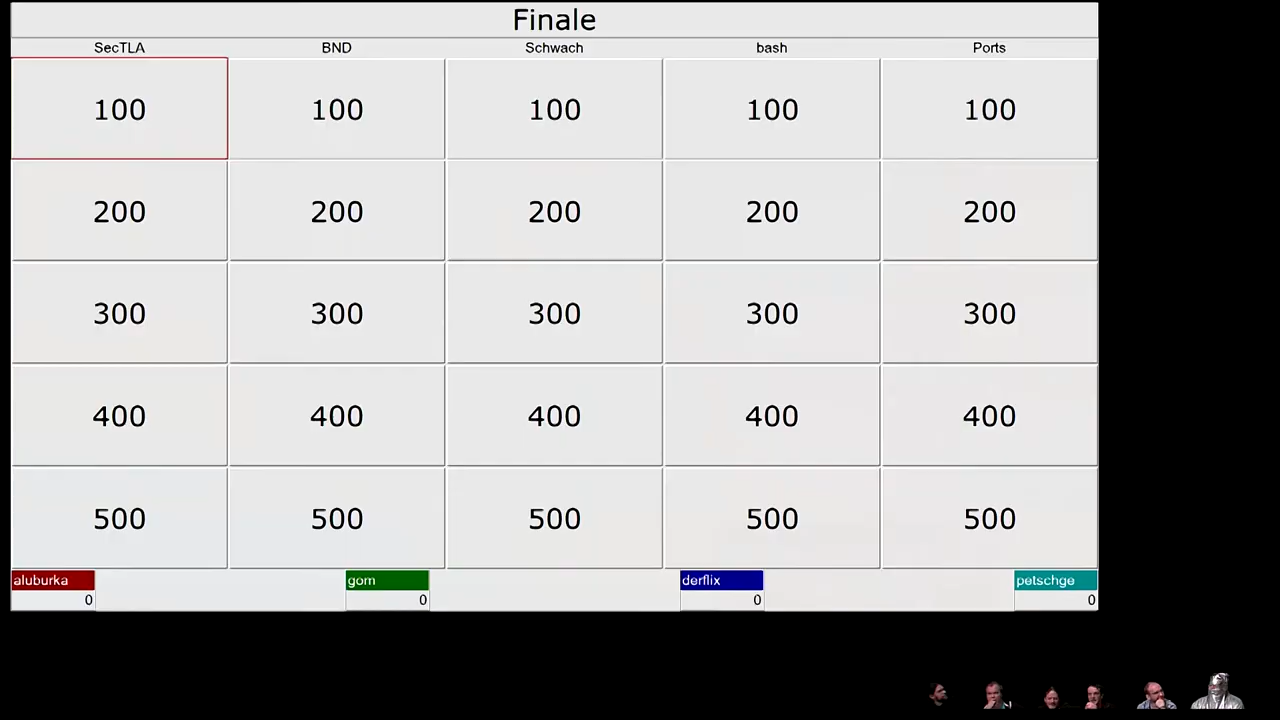 Finale
SecTLA BND Schwach bash Ports
100 100 100 100 100
200 200 200 200 200
300 300 300 300 300
400 400 400 400 400
500 500 500 500 500
aluburka gom derflix petschge
0 0 0 0